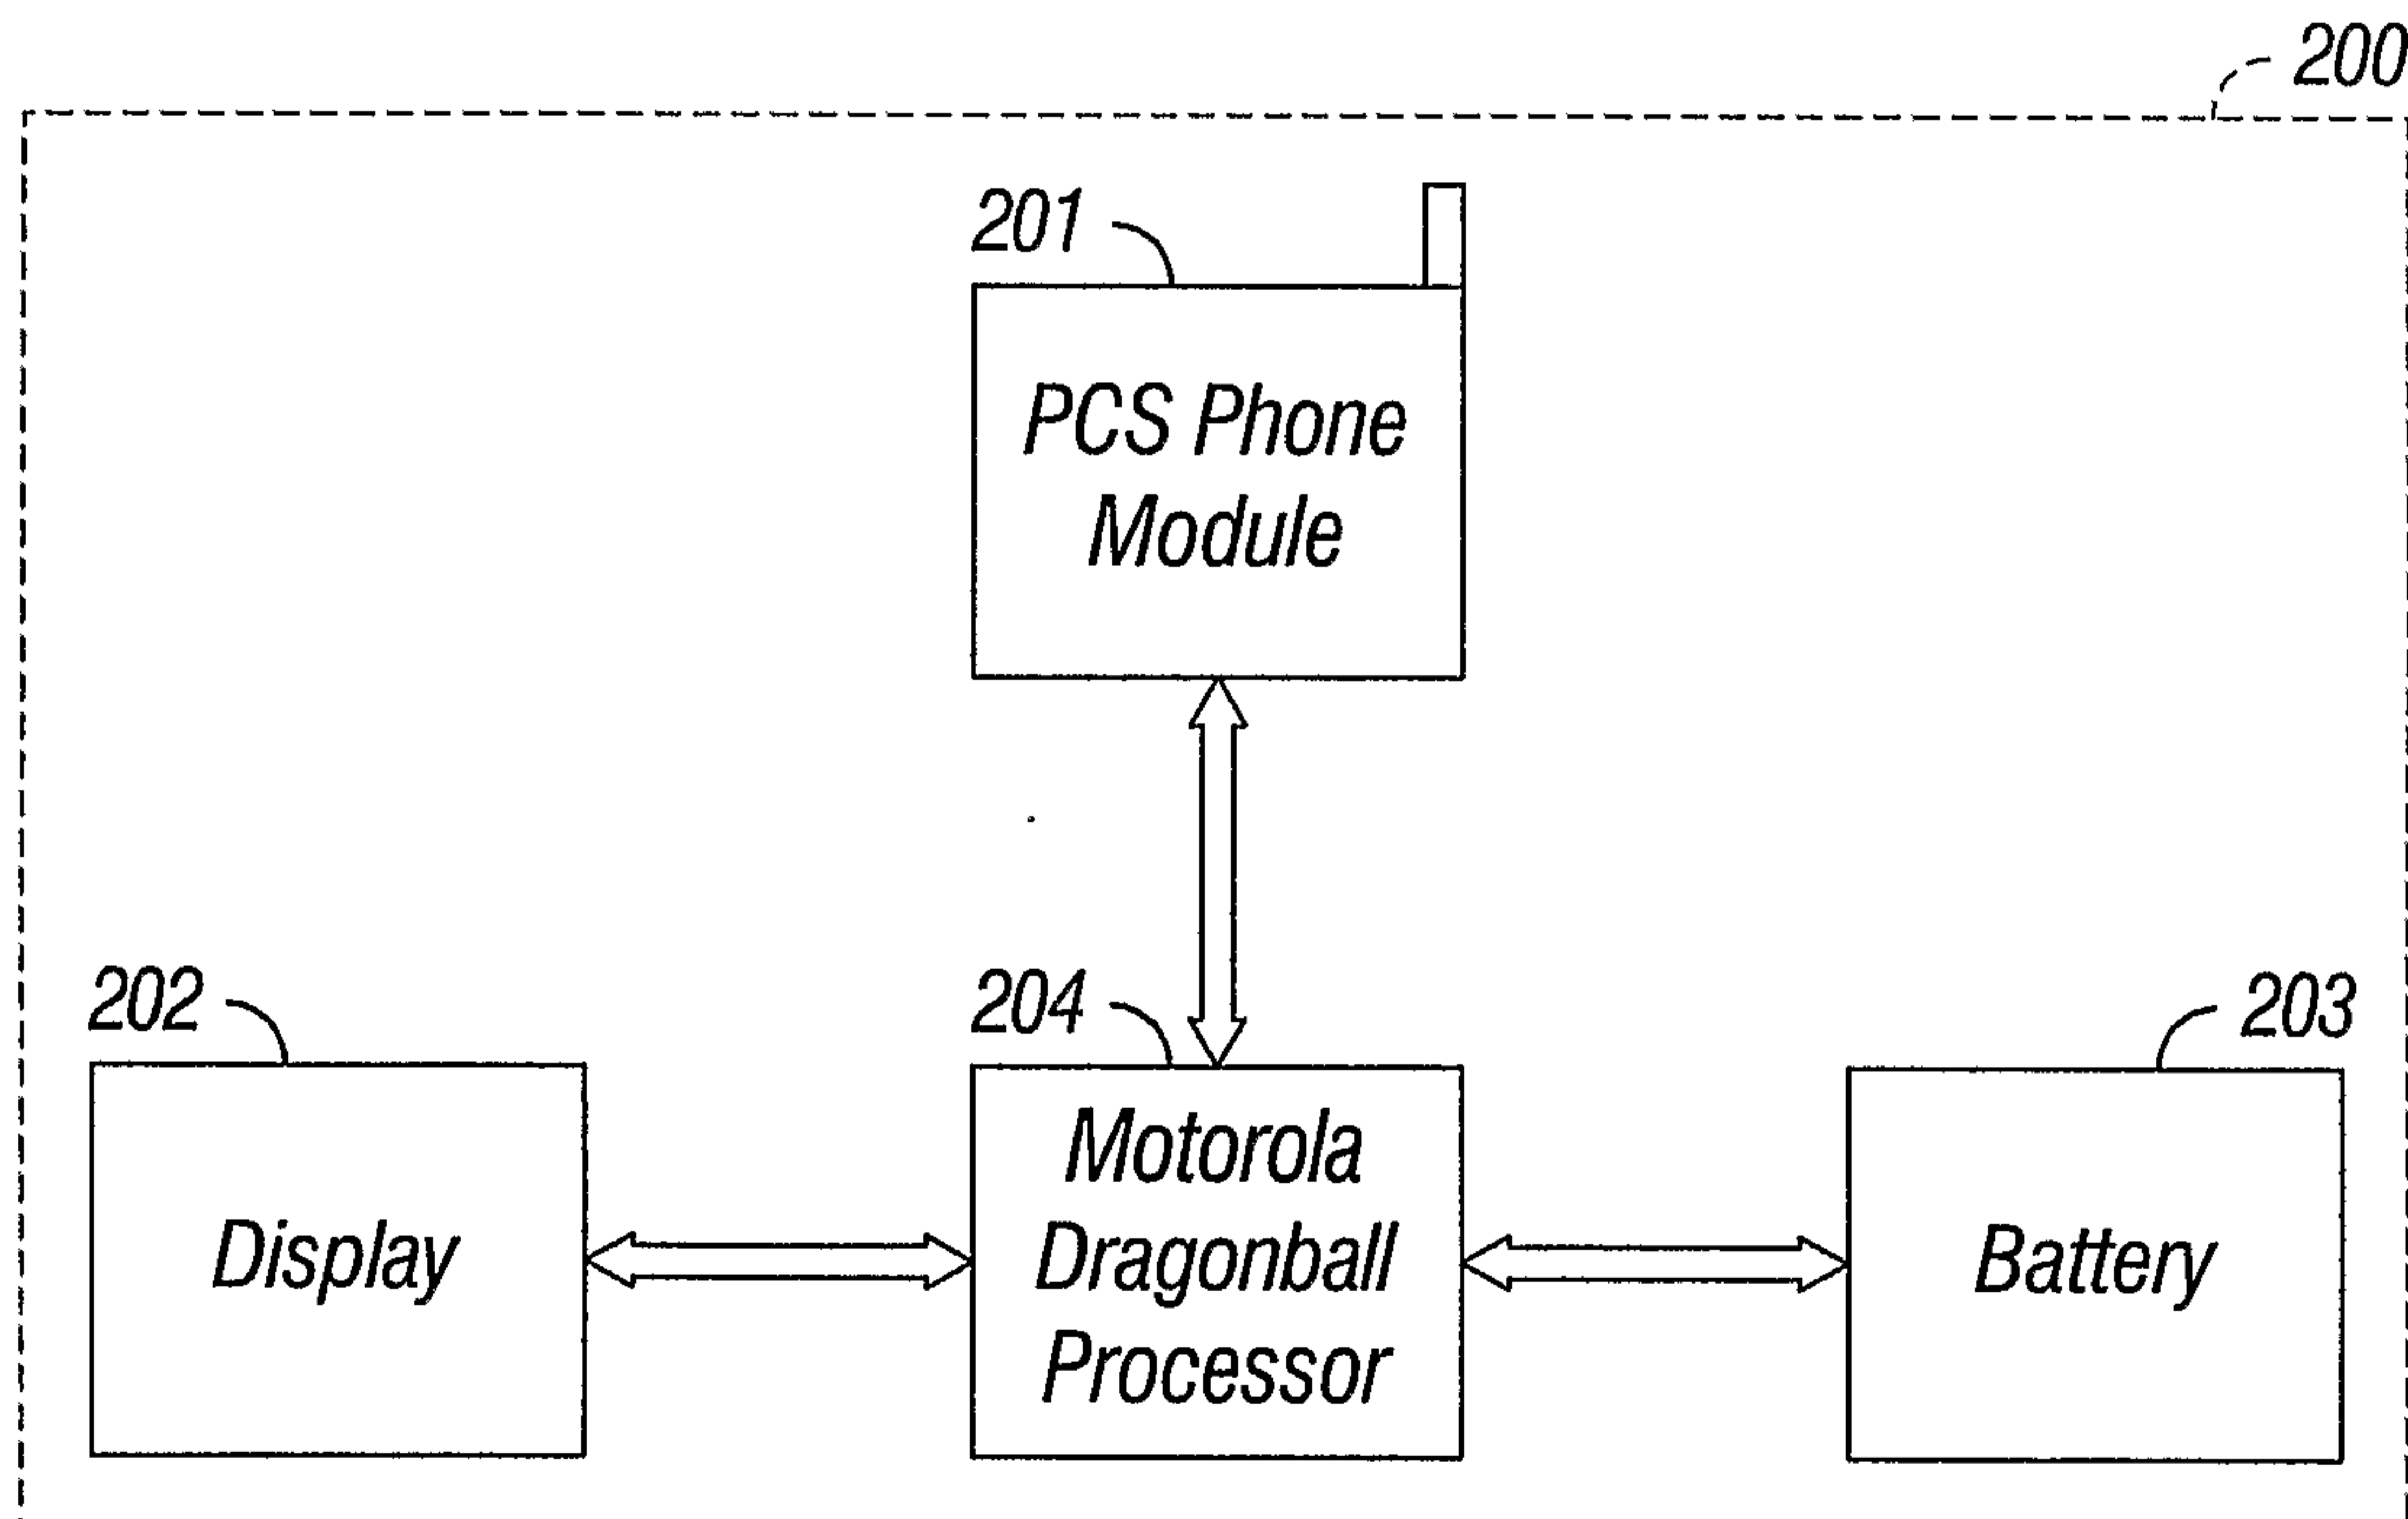 200
201
PCS Phone
Module
202
204
203
Motorola
Dragonball
Processor
Display
Battery